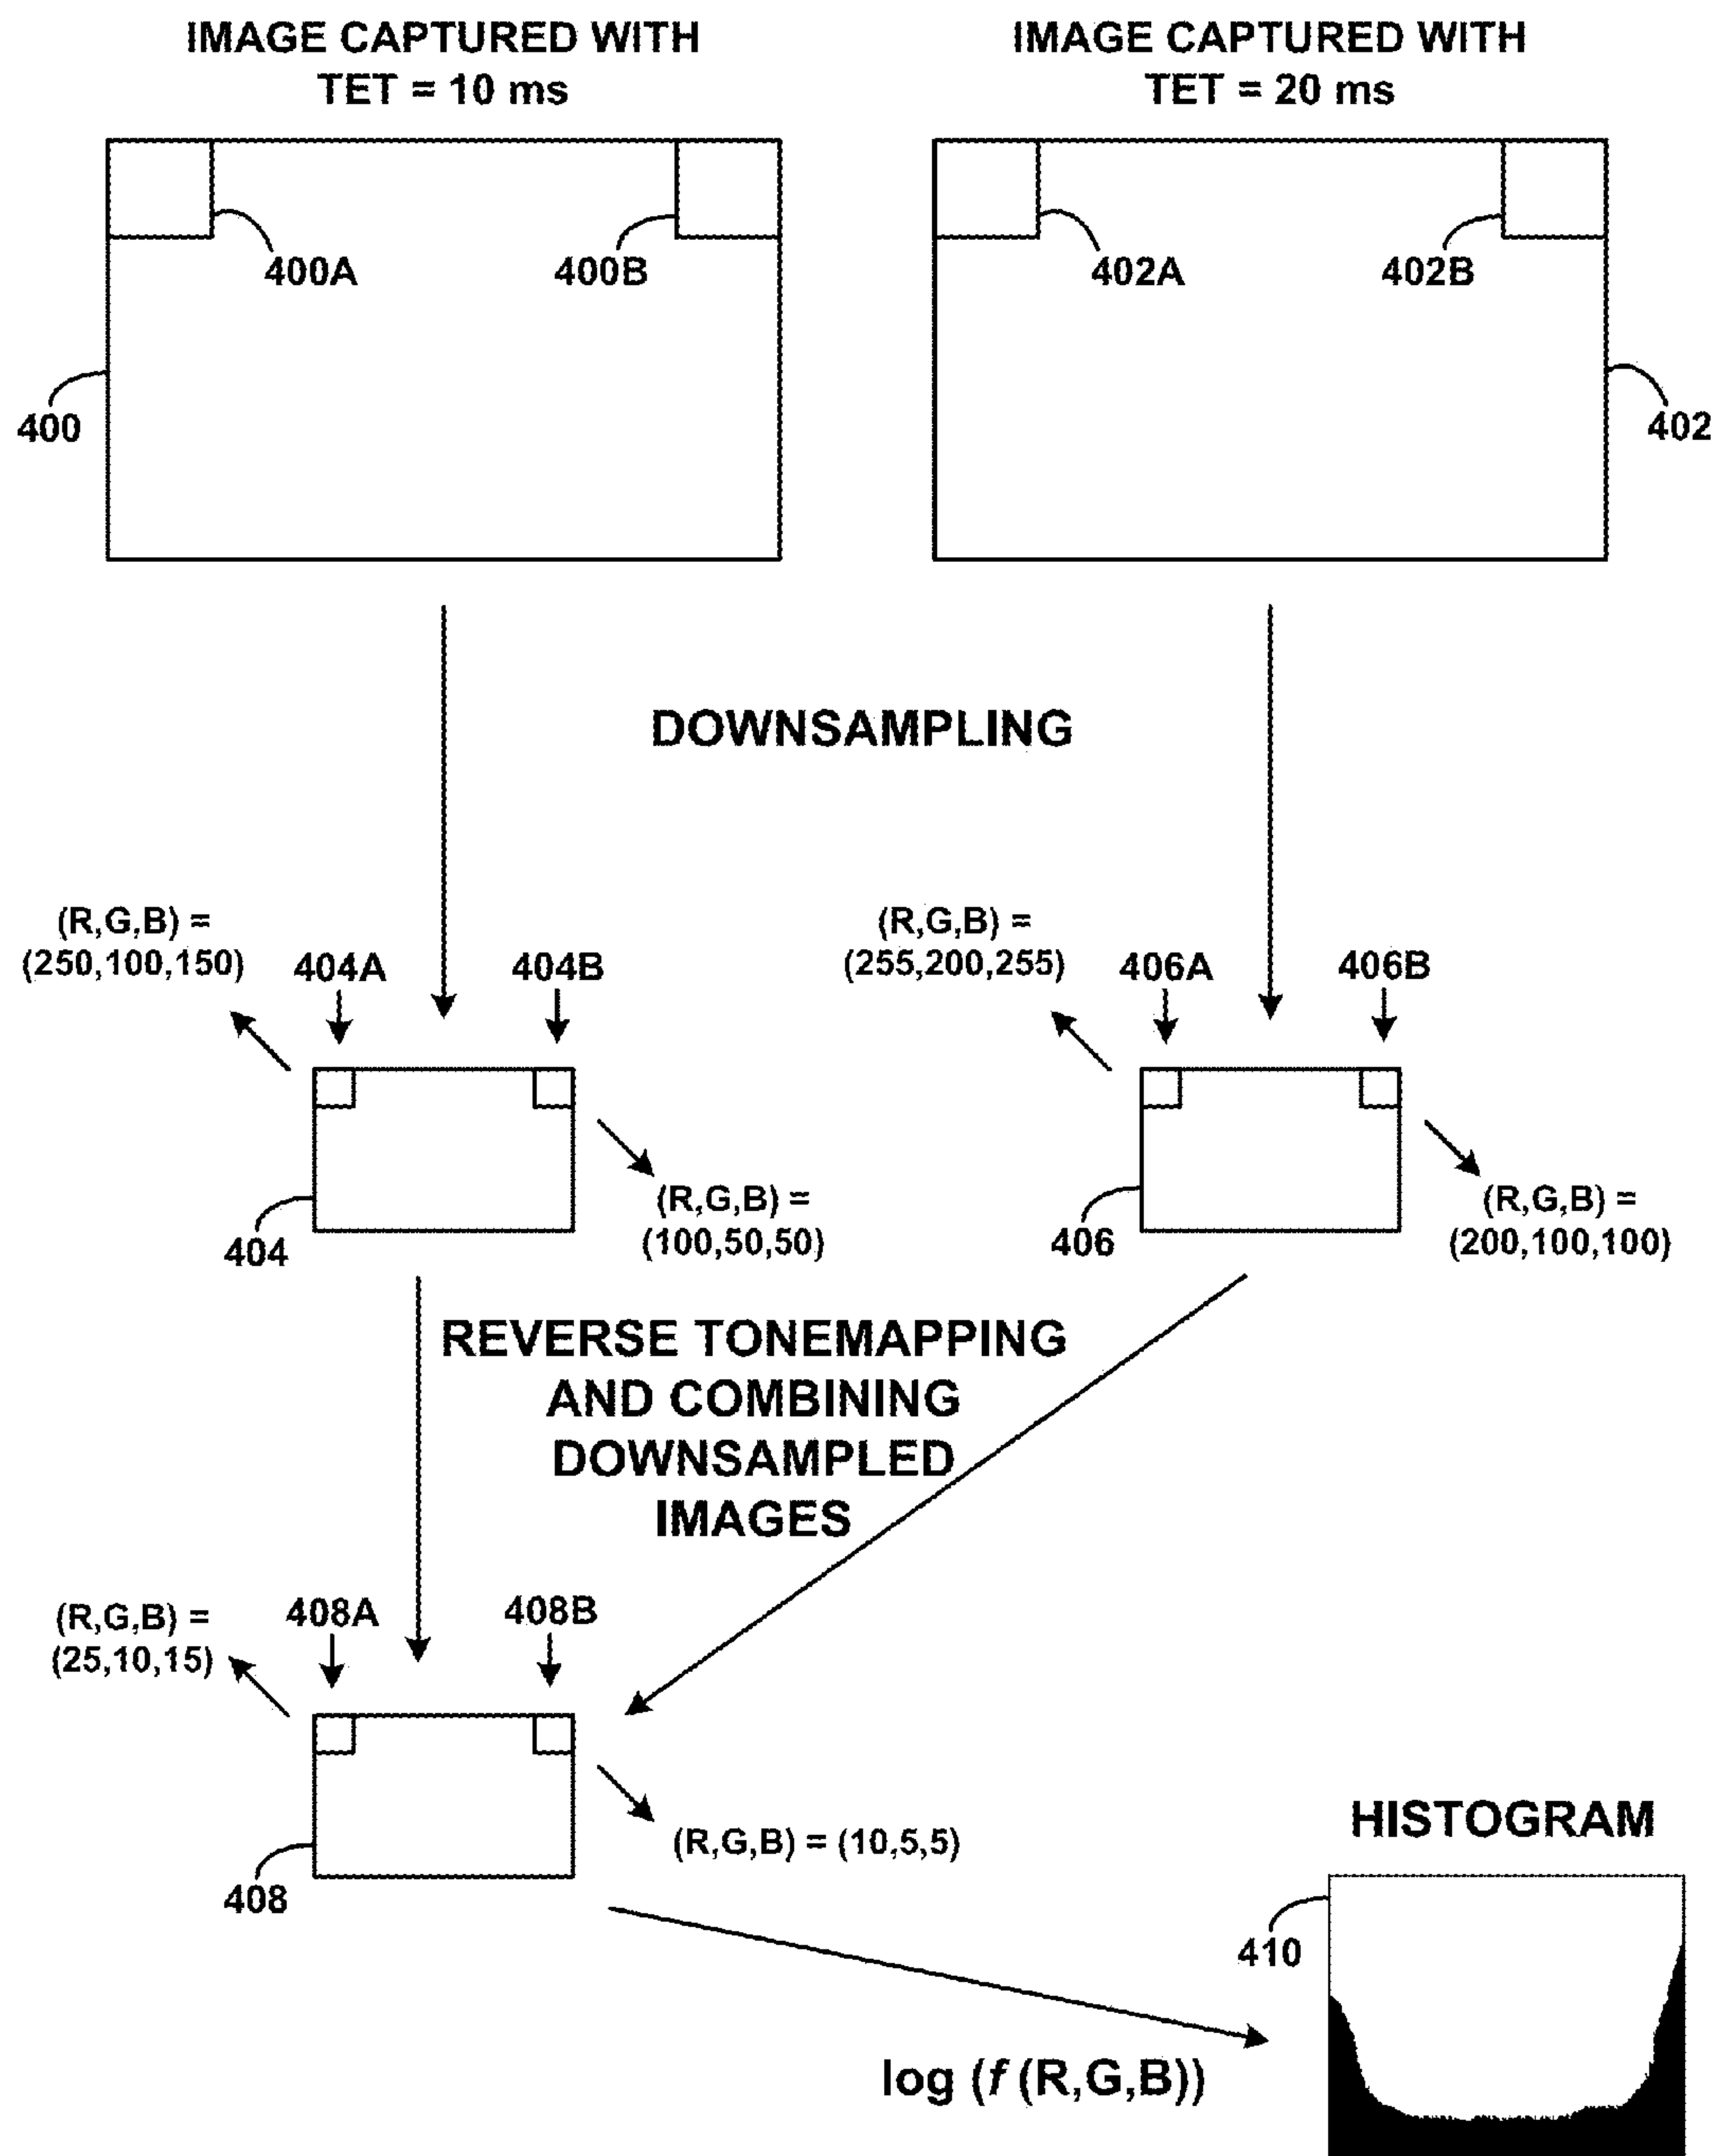 IMAGE CAPTURED WITH
TET = 10 ms
IMAGE CAPTURED WITH
TET = 20 ms
400A
400B
402A
402B
400
402
DOWNSAMPLING
(R,G,B) =
(250,100,150)
404A
404B
(R,G,B) =
(255,200,255)
406A
406B
404
(R,G,B) =
(100,50,50)
406
(R,G,B) =
(200,100,100)
REVERSE TONEMAPPING
AND COMBINING
DOWNSAMPLED
IMAGES
(R,G,B) =
(25,10,15)
408A
408B
(R,G,B) = (10,5,5)
408
HISTOGRAM
410
log (f (R,G,B))